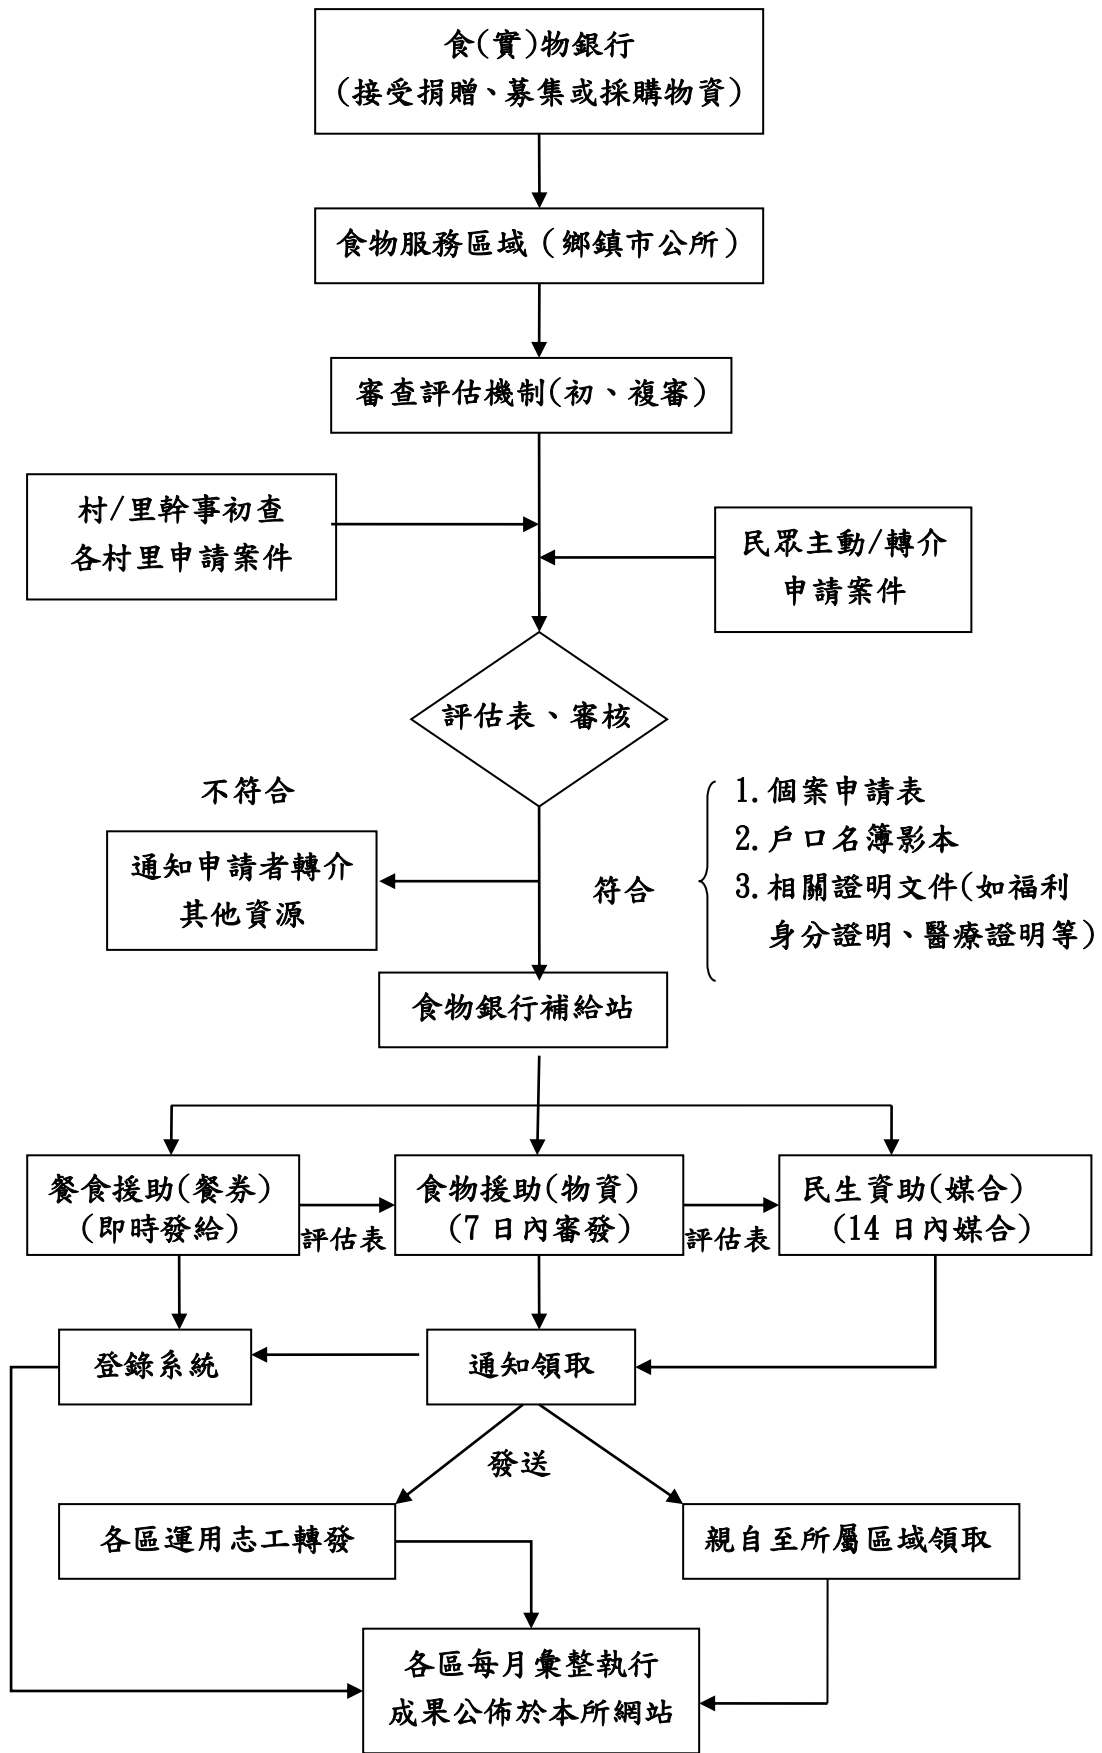 食(實)物銀行
(接受捐贈、募集或採購物資)
食物服務區域（鄉鎮市公所）
審查評估機制(初、複審)
村/里幹事初查
各村里申請案件
民眾主動/轉介
申請案件
評估表、審核
不符合
通知申請者轉介
其他資源
符合
1.個案申請表
2.戶口名簿影本
3.相關證明文件(如福利
身分證明、醫療證明等)
食物銀行補給站
餐食援助(餐券)
(即時發給)
評估表
食物援助(物資)
(7 日內審發)
評估表
民生資助(媒合)
(14 日內媒合)
登錄系統
通知領取
發送
各區運用志工轉發
親自至所屬區域領取
各區每月彙整執行
成果公佈於本所網站